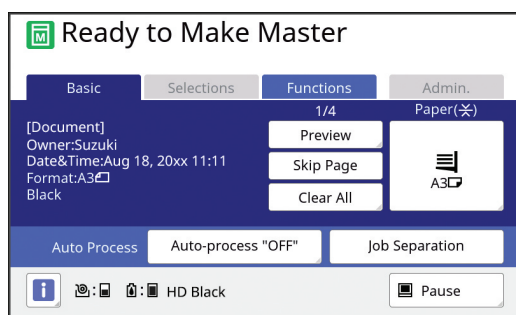 Ready to Make Master
Basic
Selections
Functions
Admin.
1/4
Paper
[Document]
Owner:Suzuki
Date&Time:Aug 18, 20xx 11:11
Format:A3
Black
Preview
Skip Page
Clear All
A3
Auto Process
Auto-process "OFF"
Job Separation
HD Black
Pause